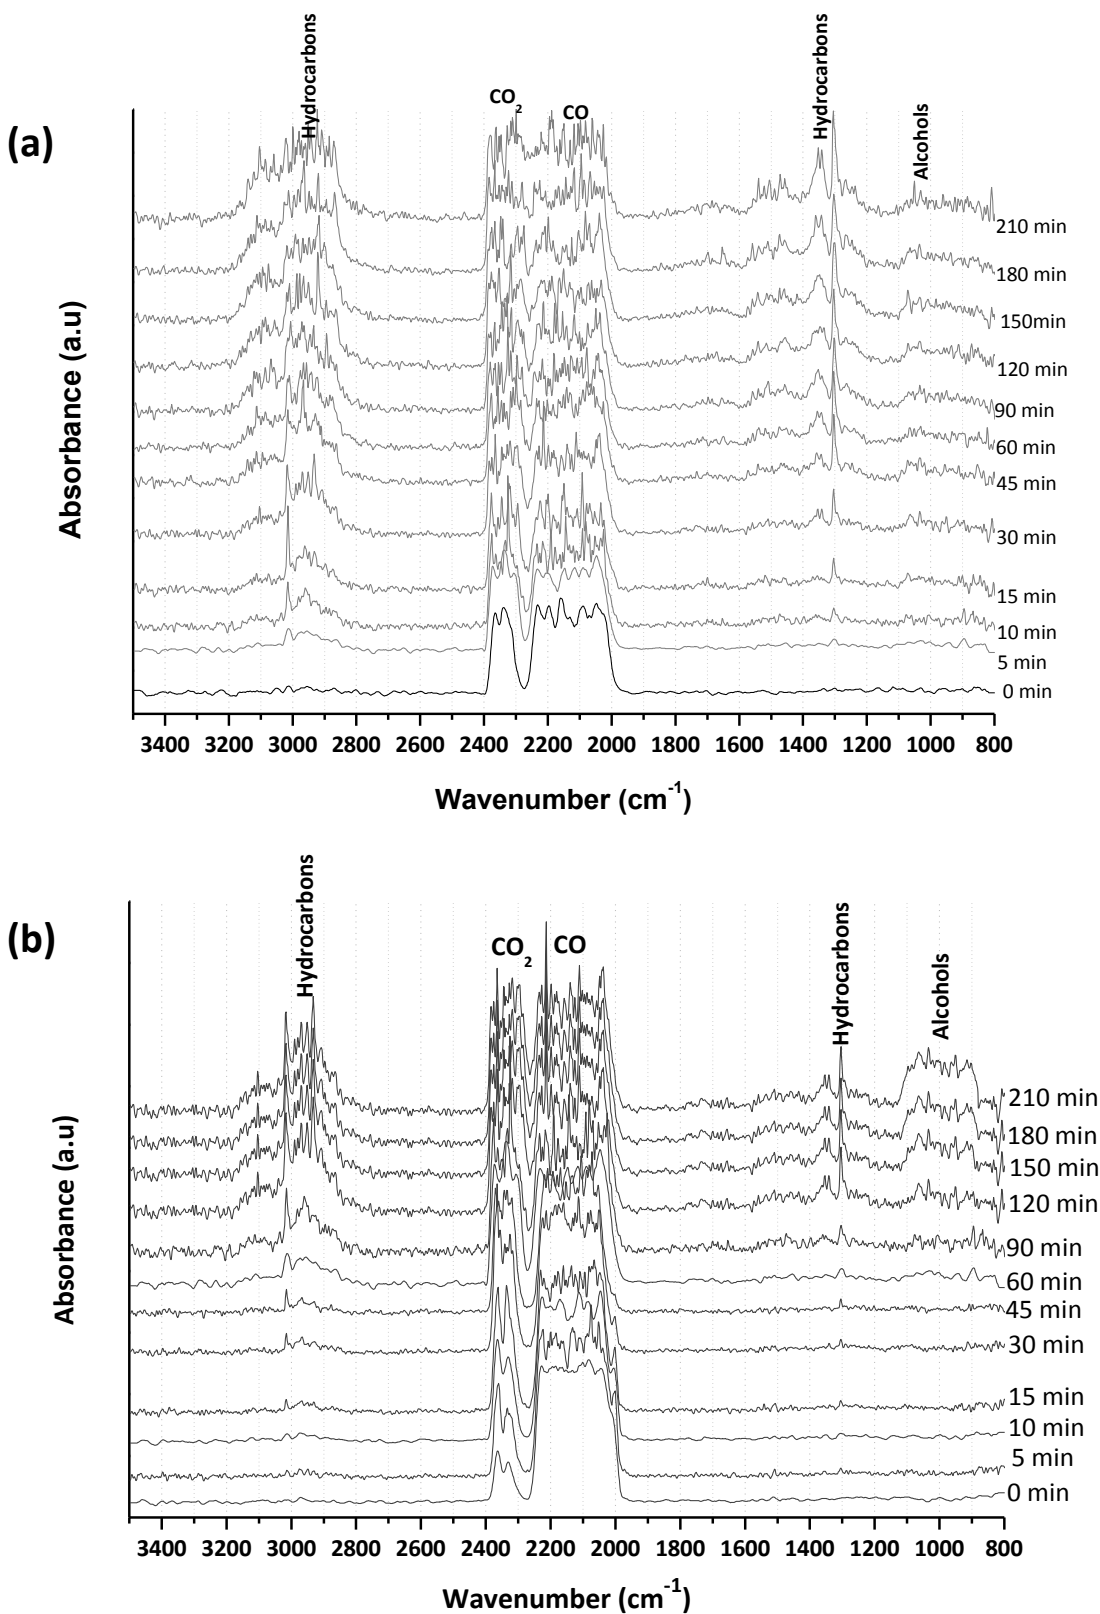 (a)
Hydrocarbons
CO2
CO
Hydrocarbons
Alcohols
Absorbance (a.u)
210 min
180 min
150min
120 min
90 min
60 min
45 min
30 min
15 min
10 min
5 min
0 min
3400 3200 3000 2800 2600 2400 2200 2000 1800 1600 1400 1200 1000 800
Wavenumber (cm-1)
(b)
Hydrocarbons
CO2
CO
Hydrocarbons
Alcohols
Absorbance (a.u)
210 min
180 min
150 min
120 min
90 min
60 min
45 min
30 min
15 min
10 min
5 min
0 min
3400 3200 3000 2800 2600 2400 2200 2000 1800 1600 1400 1200 1000 800
Wavenumber (cm-1)